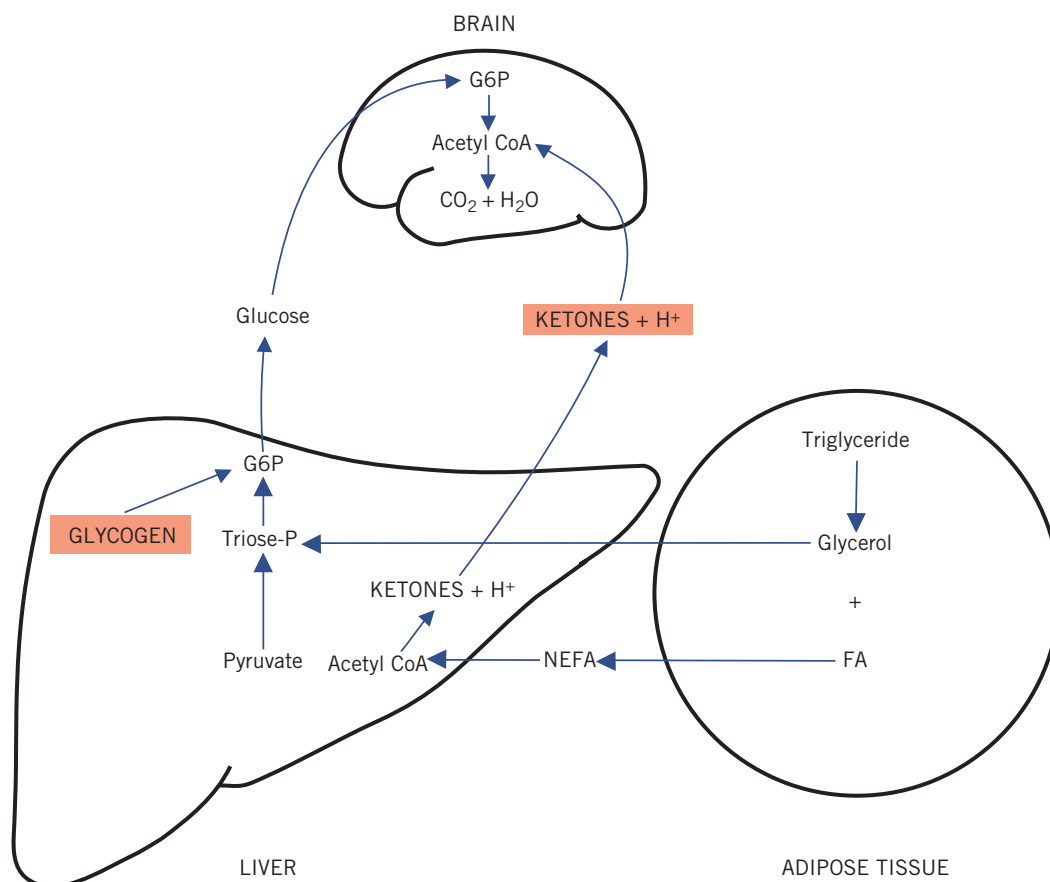 BRAIN
G6P
Acetyl CoA
CO₂ + H₂O
Glucose
KETONES + H⁺
Triglyceride
G6P
GLYCOGEN
Triose-P
Glycerol
KETONES + H⁺
+
Pyruvate
Acetyl CoA
NEFA
FA
LIVER
ADIPOSE TISSUE